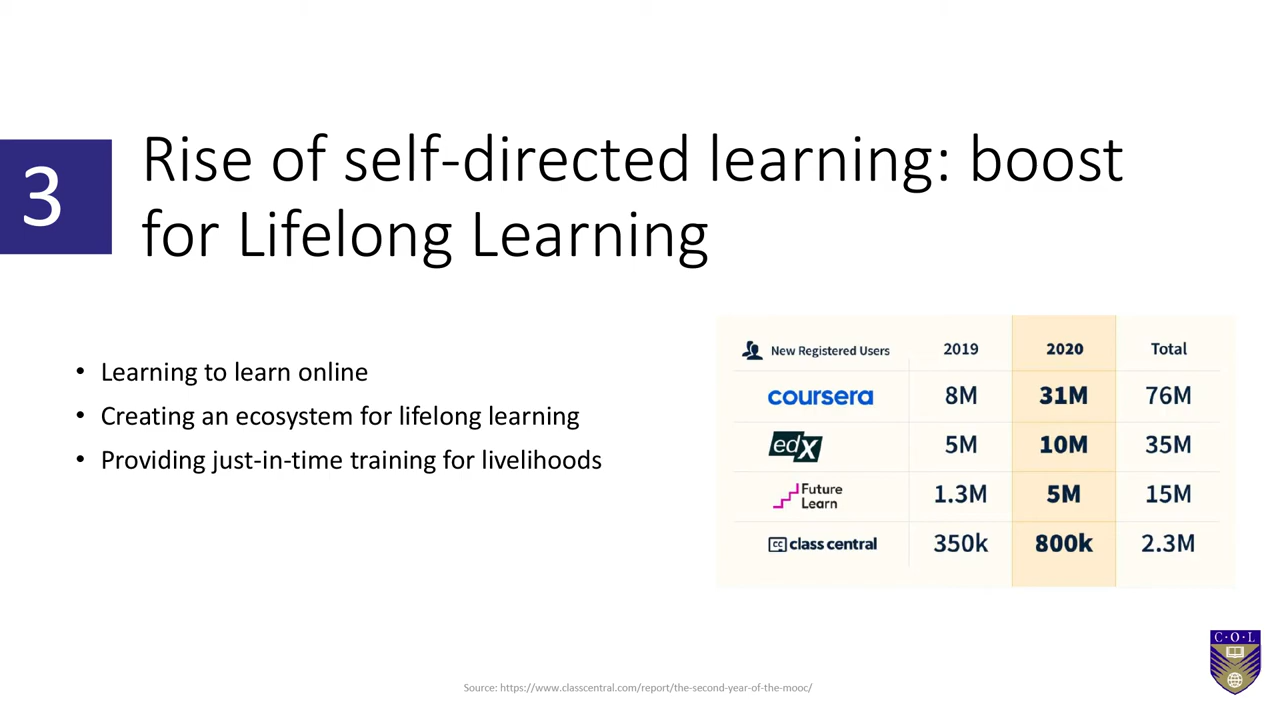 3
Rise of self-directed learning: boost
for Lifelong Learning
• Learning to learn online
• Creating an ecosystem for lifelong learning
• Providing just-in-time training for livelihoods
New Registered Users 2019 2020 Total
coursera 8M 31M 76M
edX 5M 10M 35M
Future
Learn 1.3M 5M 15M
cc class central 350k 800k 2.3M
C·O·L
Source: https://www.classcentral.com/report/the-second-year-of-the-mooc/